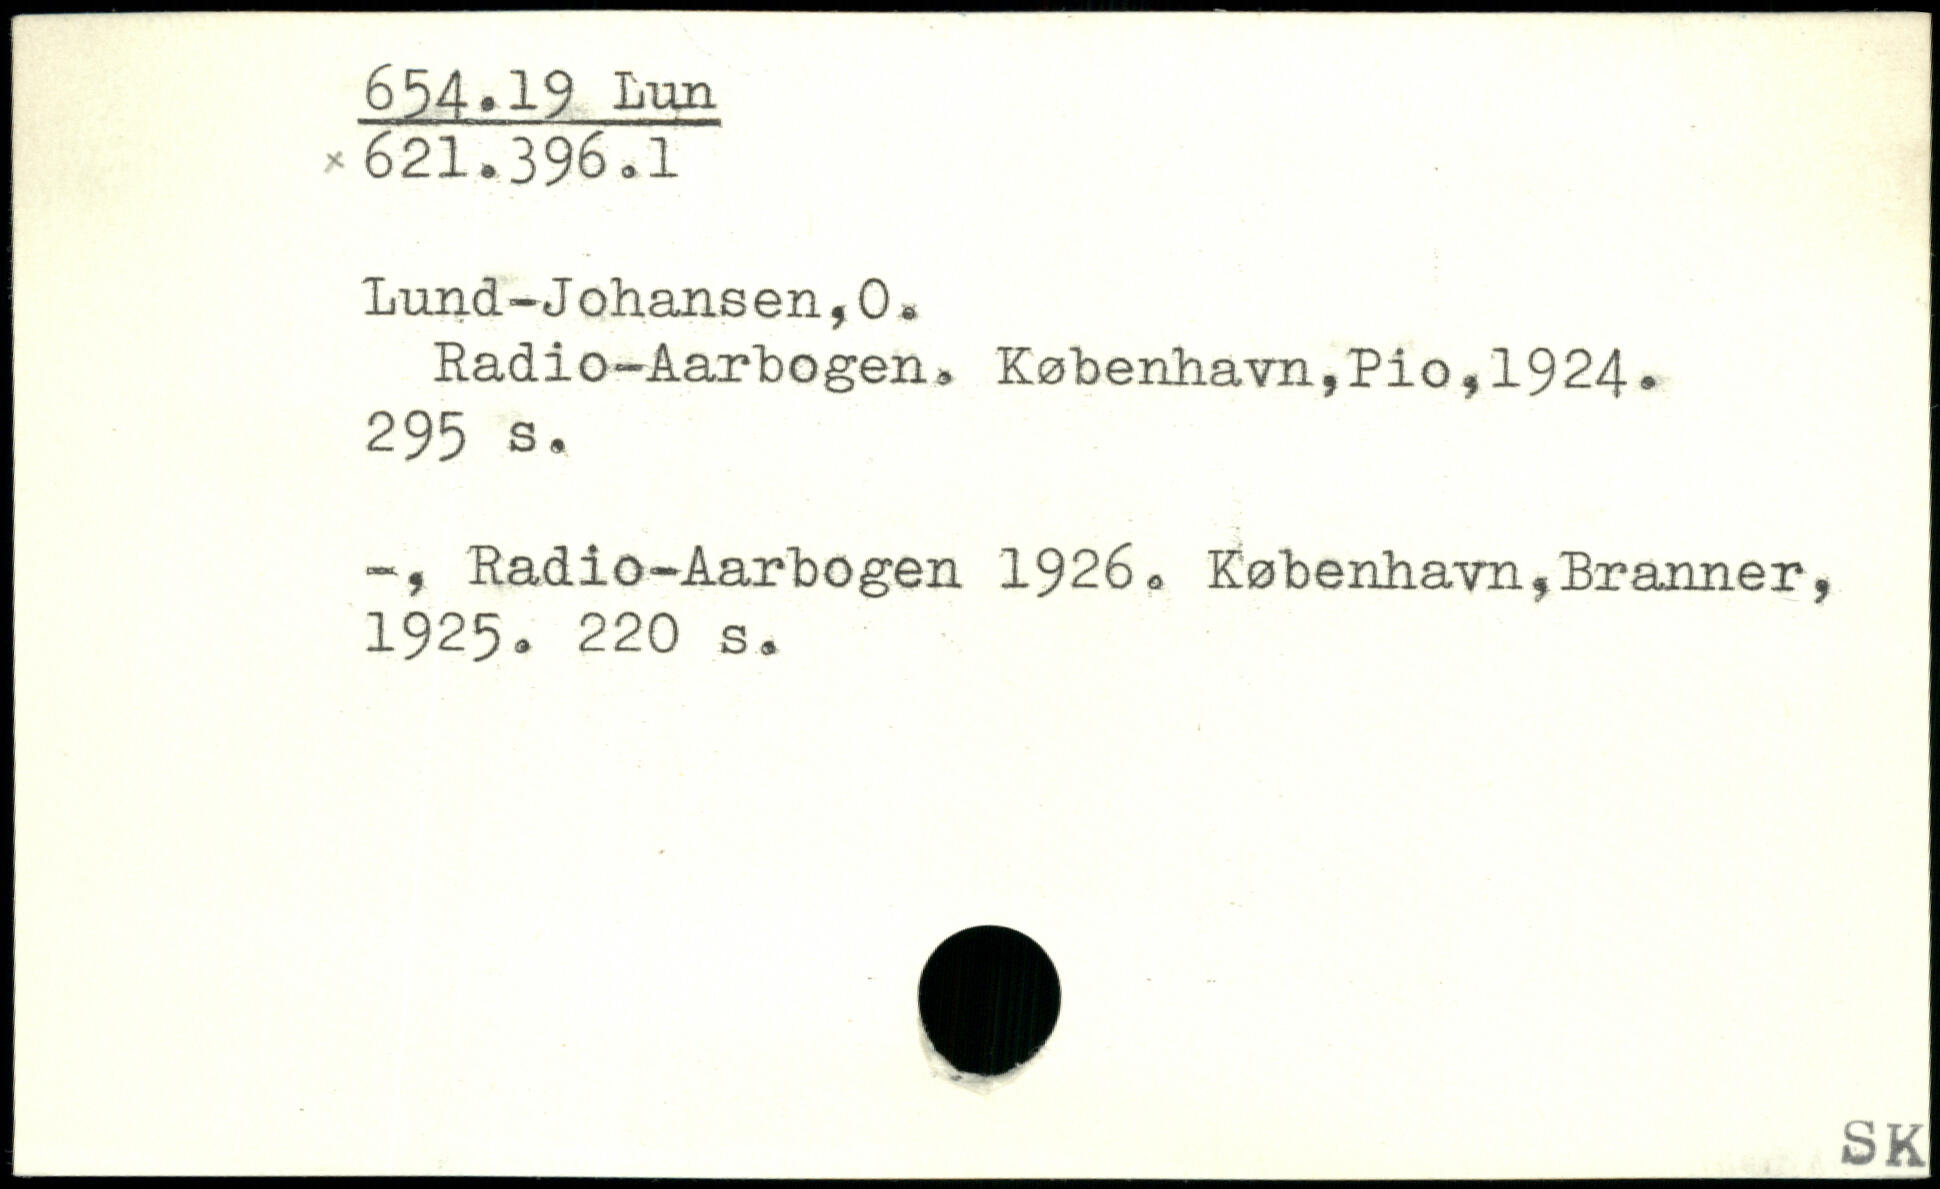 654.19 Lun
× 621.396.1
Lund-Johansen,O.
Radio-Aarbogen. København,Pio,1924.
295 s.
-, Radio-Aarbogen 1926. København,Branner,
1925. 220 s.
SK